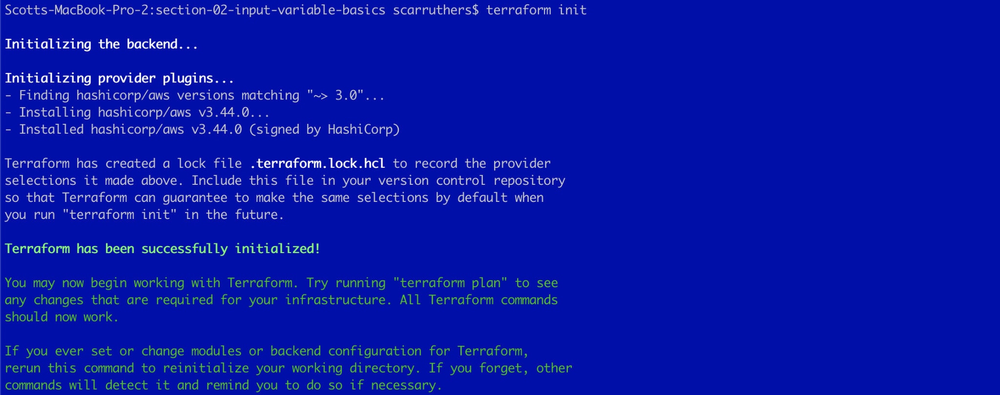 Scotts-MacBook-Pro-2:section-02-input-variable-basics scarruthers$ terraform init
Initializing the backend...
Initializing provider plugins...
- Finding hashicorp/aws versions matching "~> 3.0"...
- Installing hashicorp/aws v3.44.0...
- Installed hashicorp/aws v3.44.0 (signed by HashiCorp)
Terraform has created a lock file .terraform.lock.hcl to record the provider
selections it made above. Include this file in your version control repository
so that Terraform can guarantee to make the same selections by default when
you run "terraform init" in the future.
Terraform has been successfully initialized!
You may now begin working with Terraform. Try running "terraform plan" to see
any changes that are required for your infrastructure. All Terraform commands
should now work.
If you ever set or change modules or backend configuration for Terraform,
rerun this command to reinitialize your working directory. If you forget, other
commands will detect it and remind you to do so if necessary.